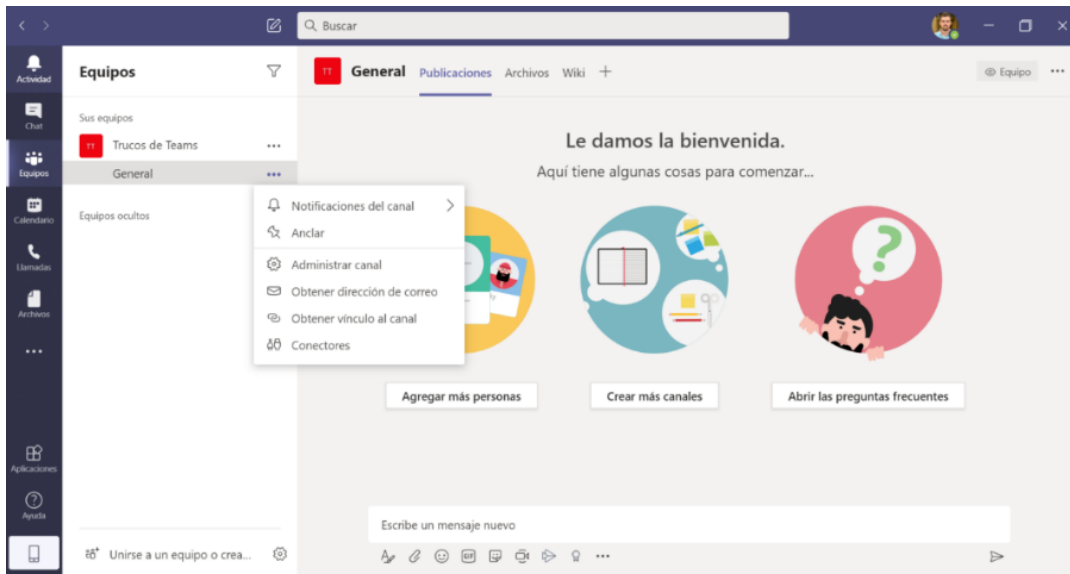 Buscar
Actividad
Chat
Equipos
Calendario
Llamadas
Archivos
Aplicaciones
Ayuda
Equipos
Sus equipos
TT Trucos de Teams
General
Equipos ocultos
Notificaciones del canal
Anclar
Administrar canal
Obtener dirección de correo
Obtener vínculo al canal
Conectores
Unirse a un equipo o crea...
TT General Publicaciones Archivos Wiki
Equipo
Le damos la bienvenida.
Aquí tiene algunas cosas para comenzar...
Agregar más personas
Crear más canales
Abrir las preguntas frecuentes
Escribe un mensaje nuevo
GIF